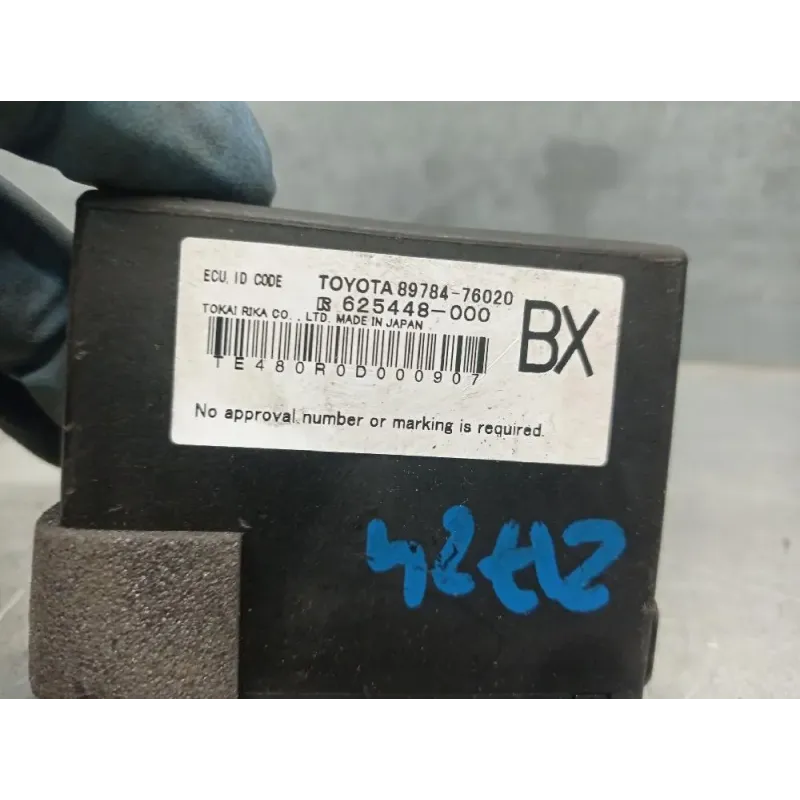 ECU, ID CODE TOYOTA 89784-76020
625448-000
TOKAI RIKA CO., LTD. MADE IN JAPAN
BX
TE480R0D000907
No approval number or marking is required.